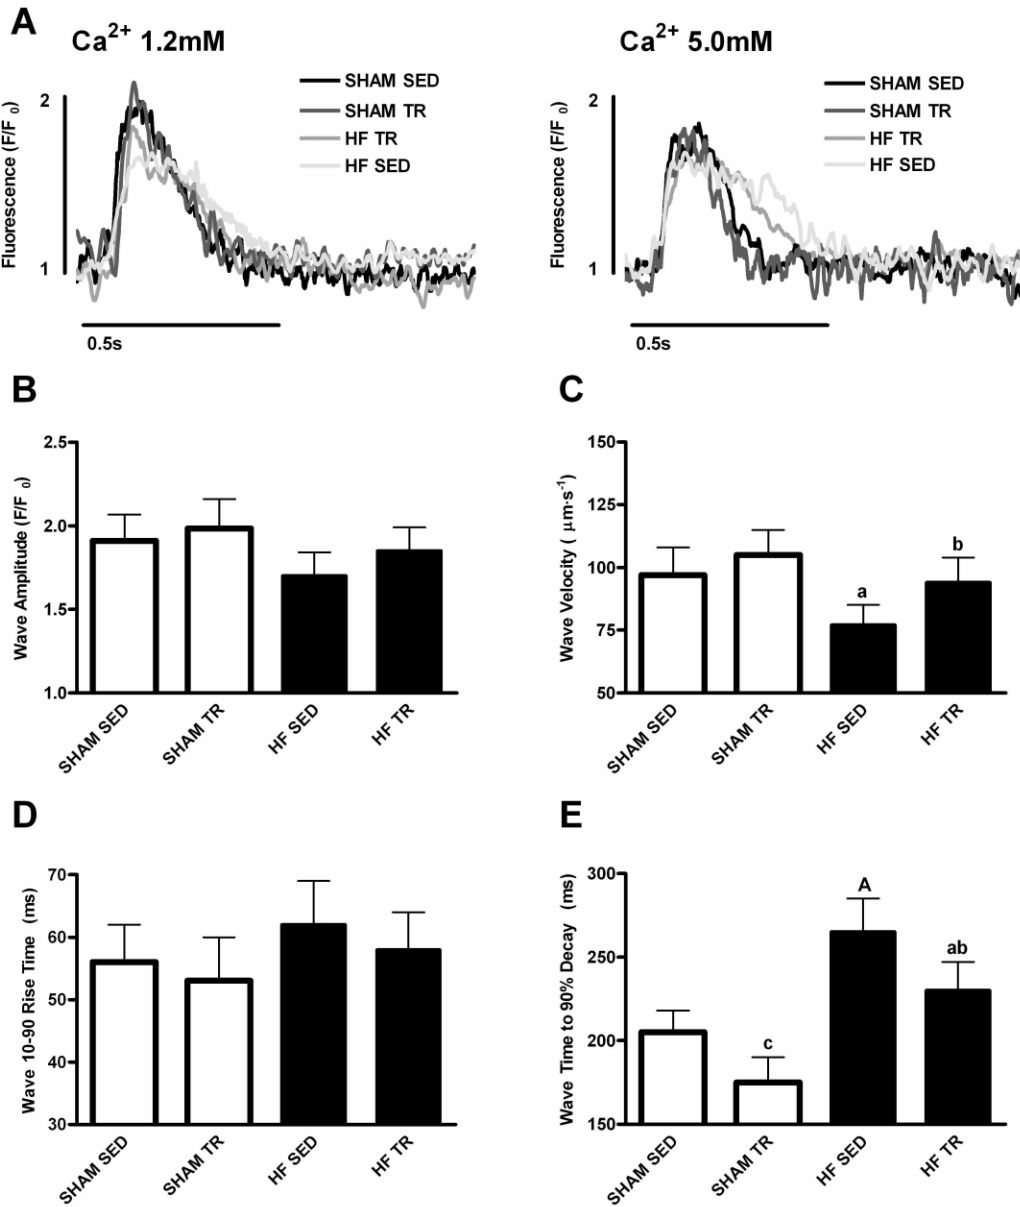 A
Ca2+ 1.2mM
Ca2+ 5.0mM
Fluorescence (F/F 0)
2
1
SHAM SED
SHAM TR
HF TR
HF SED
0.5s
Fluorescence (F/F 0)
2
1
SHAM SED
SHAM TR
HF TR
HF SED
0.5s
B
Wave Amplitude (F/F 0)
2.5
2.0
1.5
1.0
SHAM SED
SHAM TR
HF SED
HF TR
C
Wave Velocity ( μm·s-1)
150
125
100
75
50
a
b
SHAM SED
SHAM TR
HF SED
HF TR
D
Wave 10-90 Rise Time (ms)
70
60
50
40
30
SHAM SED
SHAM TR
HF SED
HF TR
E
Wave Time to 90% Decay (ms)
300
250
200
150
c
A
ab
SHAM SED
SHAM TR
HF SED
HF TR